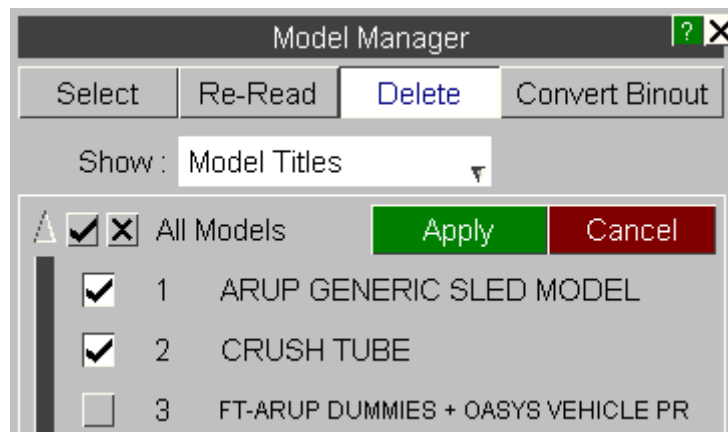 Model Manager ?
Select Re-Read Delete Convert Binout
Show : Model Titles
All Models Apply Cancel
1 ARUP GENERIC SLED MODEL
2 CRUSH TUBE
3 FT-ARUP DUMMIES + OASYS VEHICLE PR